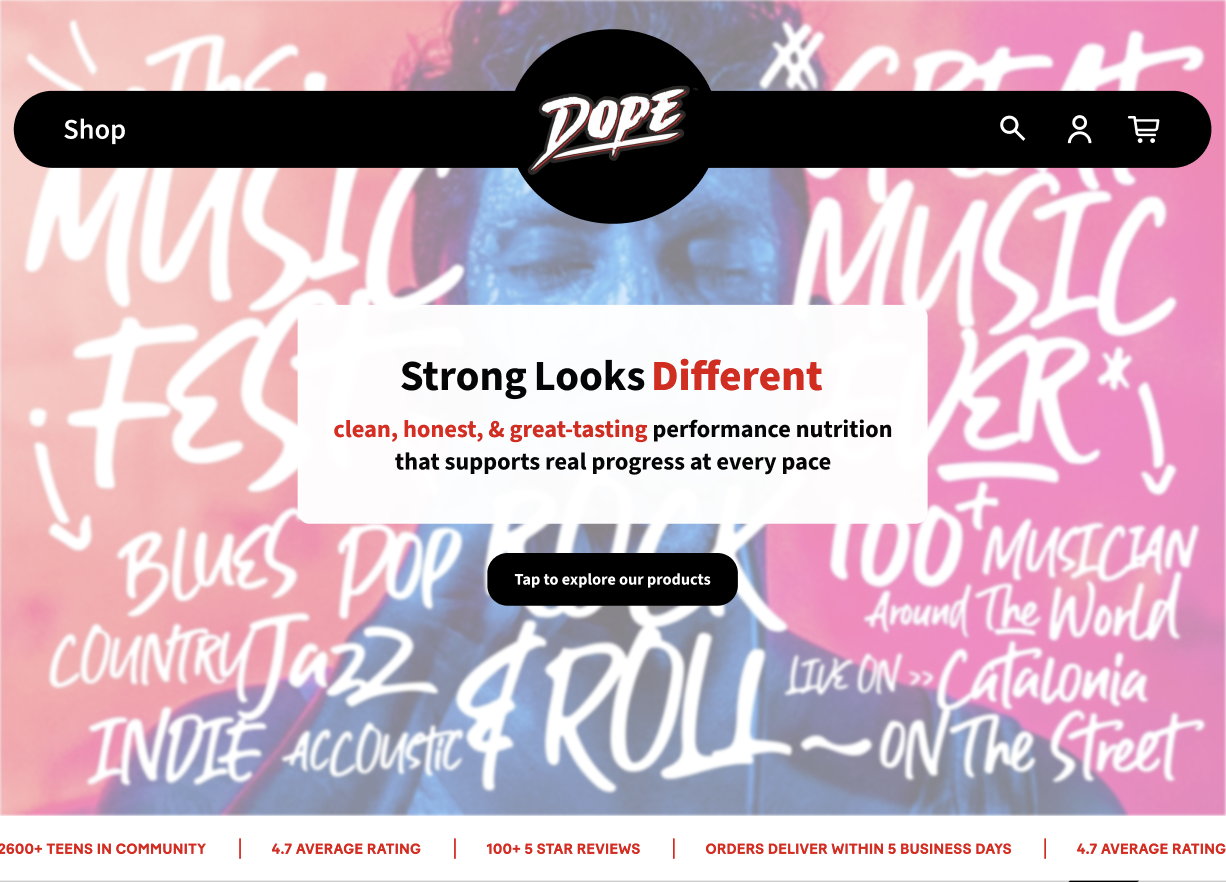 The
GREAT
Shop
DOPE
MUSIC
MUSIC
FEST
EVER*
Strong Looks Different
clean, honest, & great-tasting performance nutrition
that supports real progress at every pace
100+ MUSICIAN
BLUES POP ROCK
Tap to explore our products
Around The World
COUNTRY Jazz & ROLL
LIVE ON >> Catalonia
INDIE ACCOUSTIC
~ON The Street
2600+ TEENS IN COMMUNITY | 4.7 AVERAGE RATING | 100+ 5 STAR REVIEWS | ORDERS DELIVER WITHIN 5 BUSINESS DAYS | 4.7 AVERAGE RATING